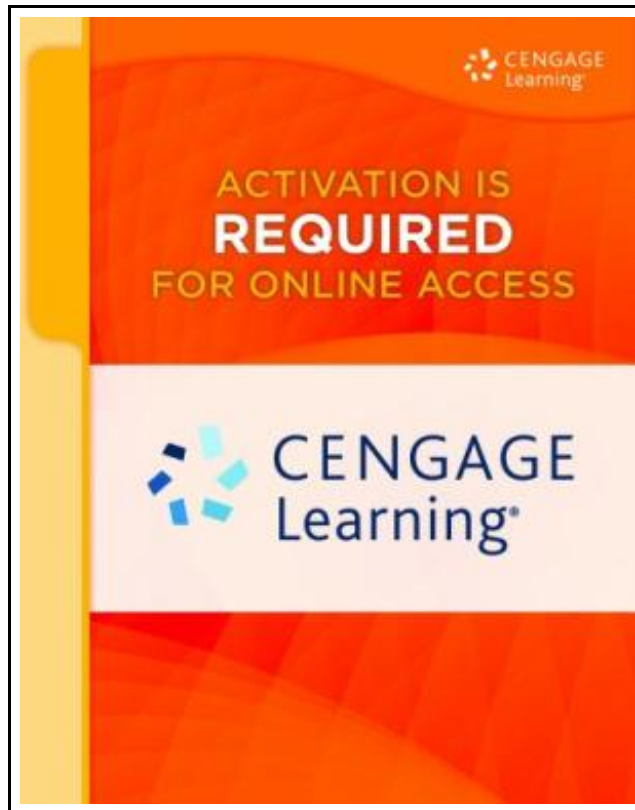 CENGAGE
Learning
ACTIVATION IS
REQUIRED
FOR ONLINE ACCESS
CENGAGE
Learning®